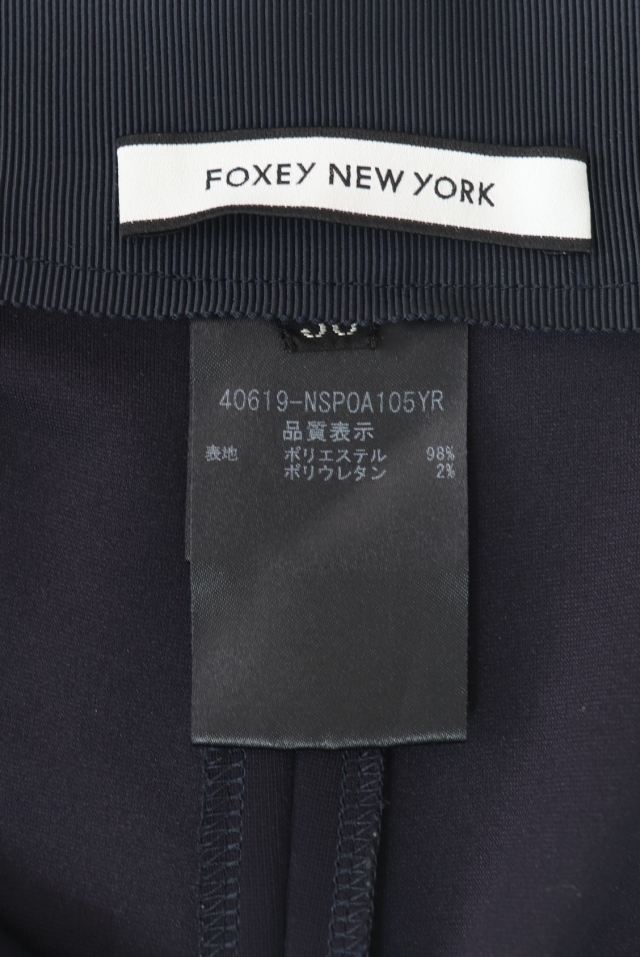 FOXEY NEW YORK
40619-NSPOA105YR
品質表示
表地 ポリエステル 98%
ポリウレタン 2%